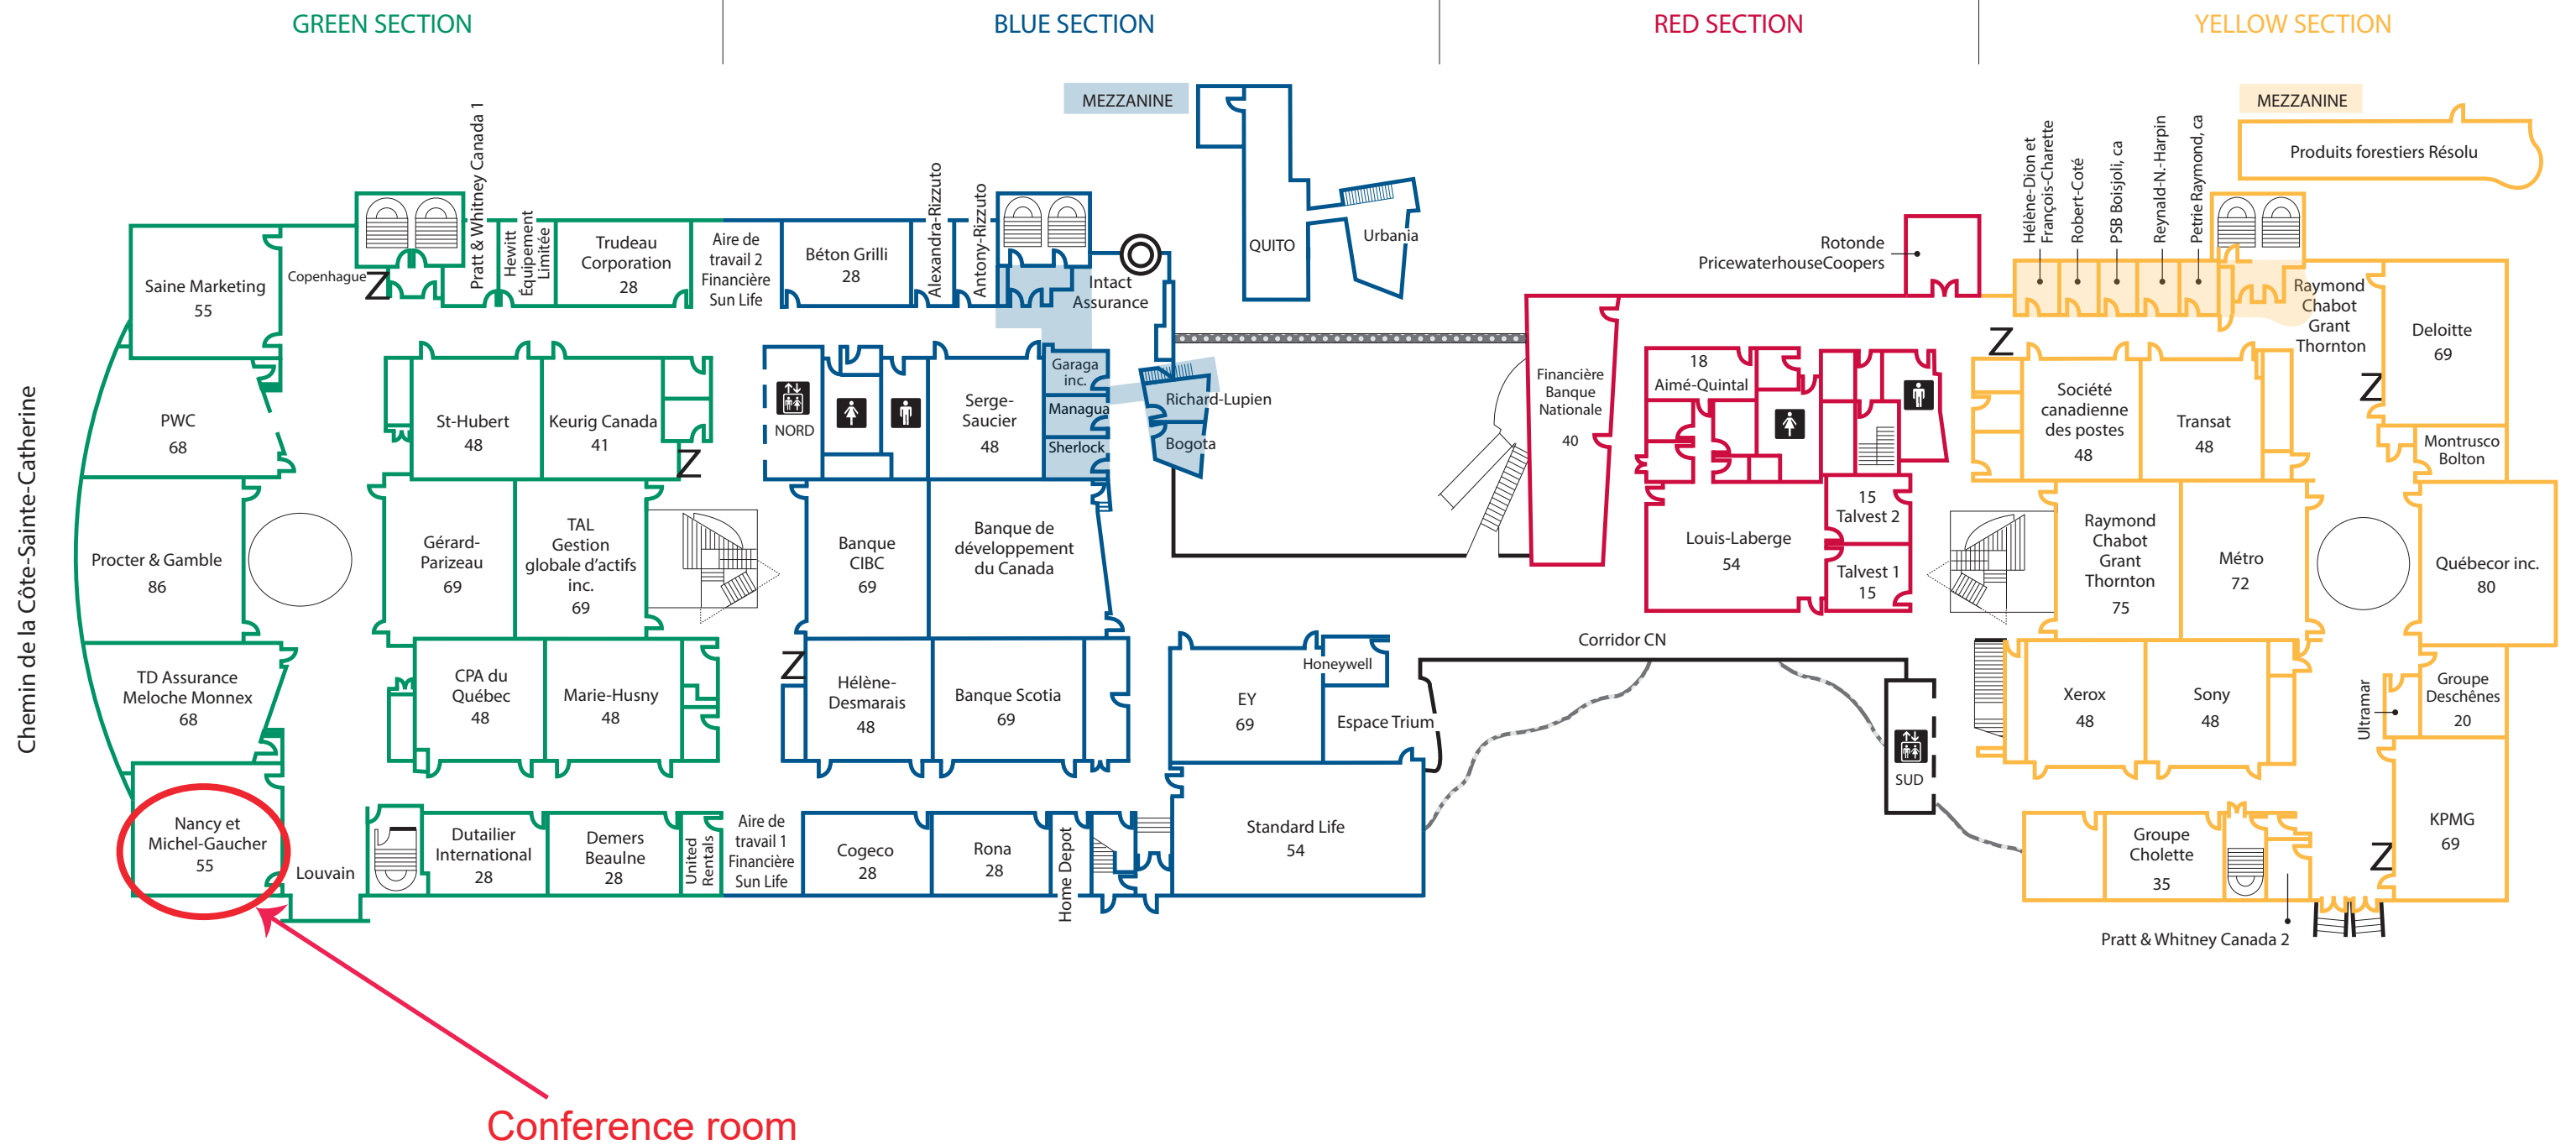 GREEN SECTION
BLUE SECTION
RED SECTION
YELLOW SECTION
MEZZANINE
MEZZANINE
Chemin de la Côte-Sainte-Catherine
Saine Marketing
55
Copenhague
Z
Pratt & Whitney Canada 1
Hewitt
Équipement
Limitée
Trudeau
Corporation
28
Aire de
travail 2
Financière
Sun Life
PWC
68
St-Hubert
48
Keurig Canada
41
Z
Procter & Gamble
86
Gérard-
Parizeau
69
TAL
Gestion
globale d'actifs
inc.
69
TD Assurance
Meloche Monnex
68
CPA du
Québec
48
Marie-Husny
48
Nancy et
Michel-Gaucher
55
Louvain
Dutailier
International
28
Demers
Beaulne
28
United
Rentals
Aire de
travail 1
Financière
Sun Life
Conference room
Béton Grilli
28
Alexandra-Rizzuto
Antony-Rizzuto
Intact
Assurance
QUITO
Urbania
NORD
Serge-
Saucier
48
Garaga
inc.
Managua
Sherlock
Richard-Lupien
Bogota
Banque
CIBC
69
Banque de
développement
du Canada
Z
Hélène-
Desmarais
48
Banque Scotia
69
EY
69
Honeywell
Espace Trium
Cogeco
28
Rona
28
Home Depot
Standard Life
54
Rotonde
PricewaterhouseCoopers
Financière
Banque
Nationale
40
18
Aimé-Quintal
Louis-Laberge
54
15
Talvest 2
Talvest 1
15
Corridor CN
SUD
Produits forestiers Résolu
Hélène-Dion et
François-Charette
Robert-Coté
PSB Boisjoli, ca
Reynald-N.-Harpin
Petrie Raymond, ca
Raymond
Chabot
Grant
Thornton
Deloitte
69
Z
Z
Société
canadienne
des postes
48
Transat
48
Montrusco
Bolton
Raymond
Chabot
Grant
Thornton
75
Métro
72
Québecor inc.
80
Xerox
48
Sony
48
Ultramar
Groupe
Deschênes
20
Groupe
Cholette
35
KPMG
69
Z
Pratt & Whitney Canada 2